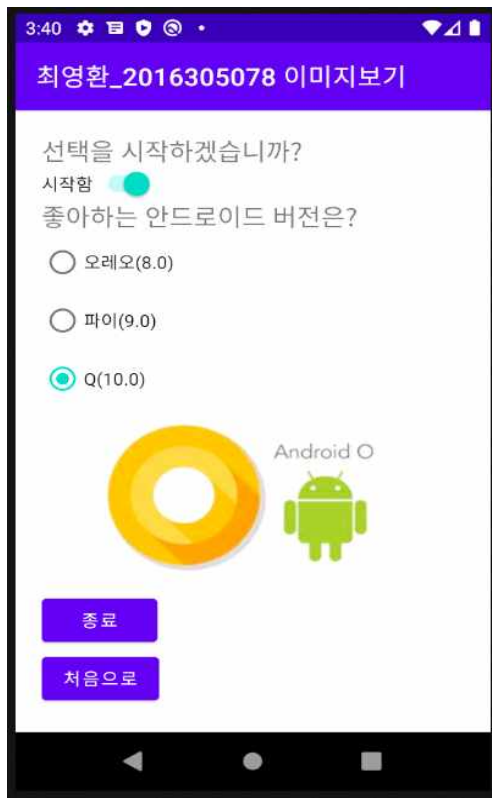 3:40
최영환_2016305078 이미지보기
선택을 시작하겠습니까?
시작함
좋아하는 안드로이드 버전은?
오레오(8.0)
파이(9.0)
Q(10.0)
Android O
종료
처음으로